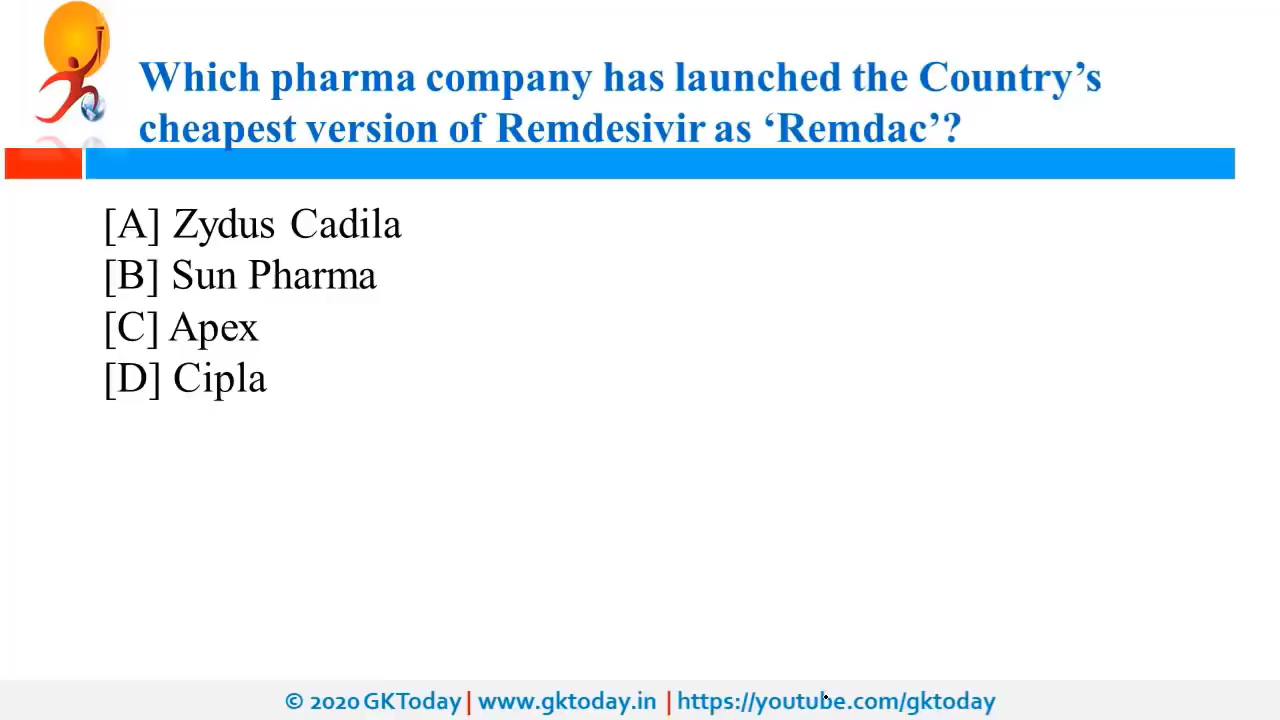 Which pharma company has launched the Country’s
cheapest version of Remdesivir as ‘Remdac’?
[A] Zydus Cadila
[B] Sun Pharma
[C] Apex
[D] Cipla
© 2020 GKToday | www.gktoday.in | https://youtube.com/gktoday